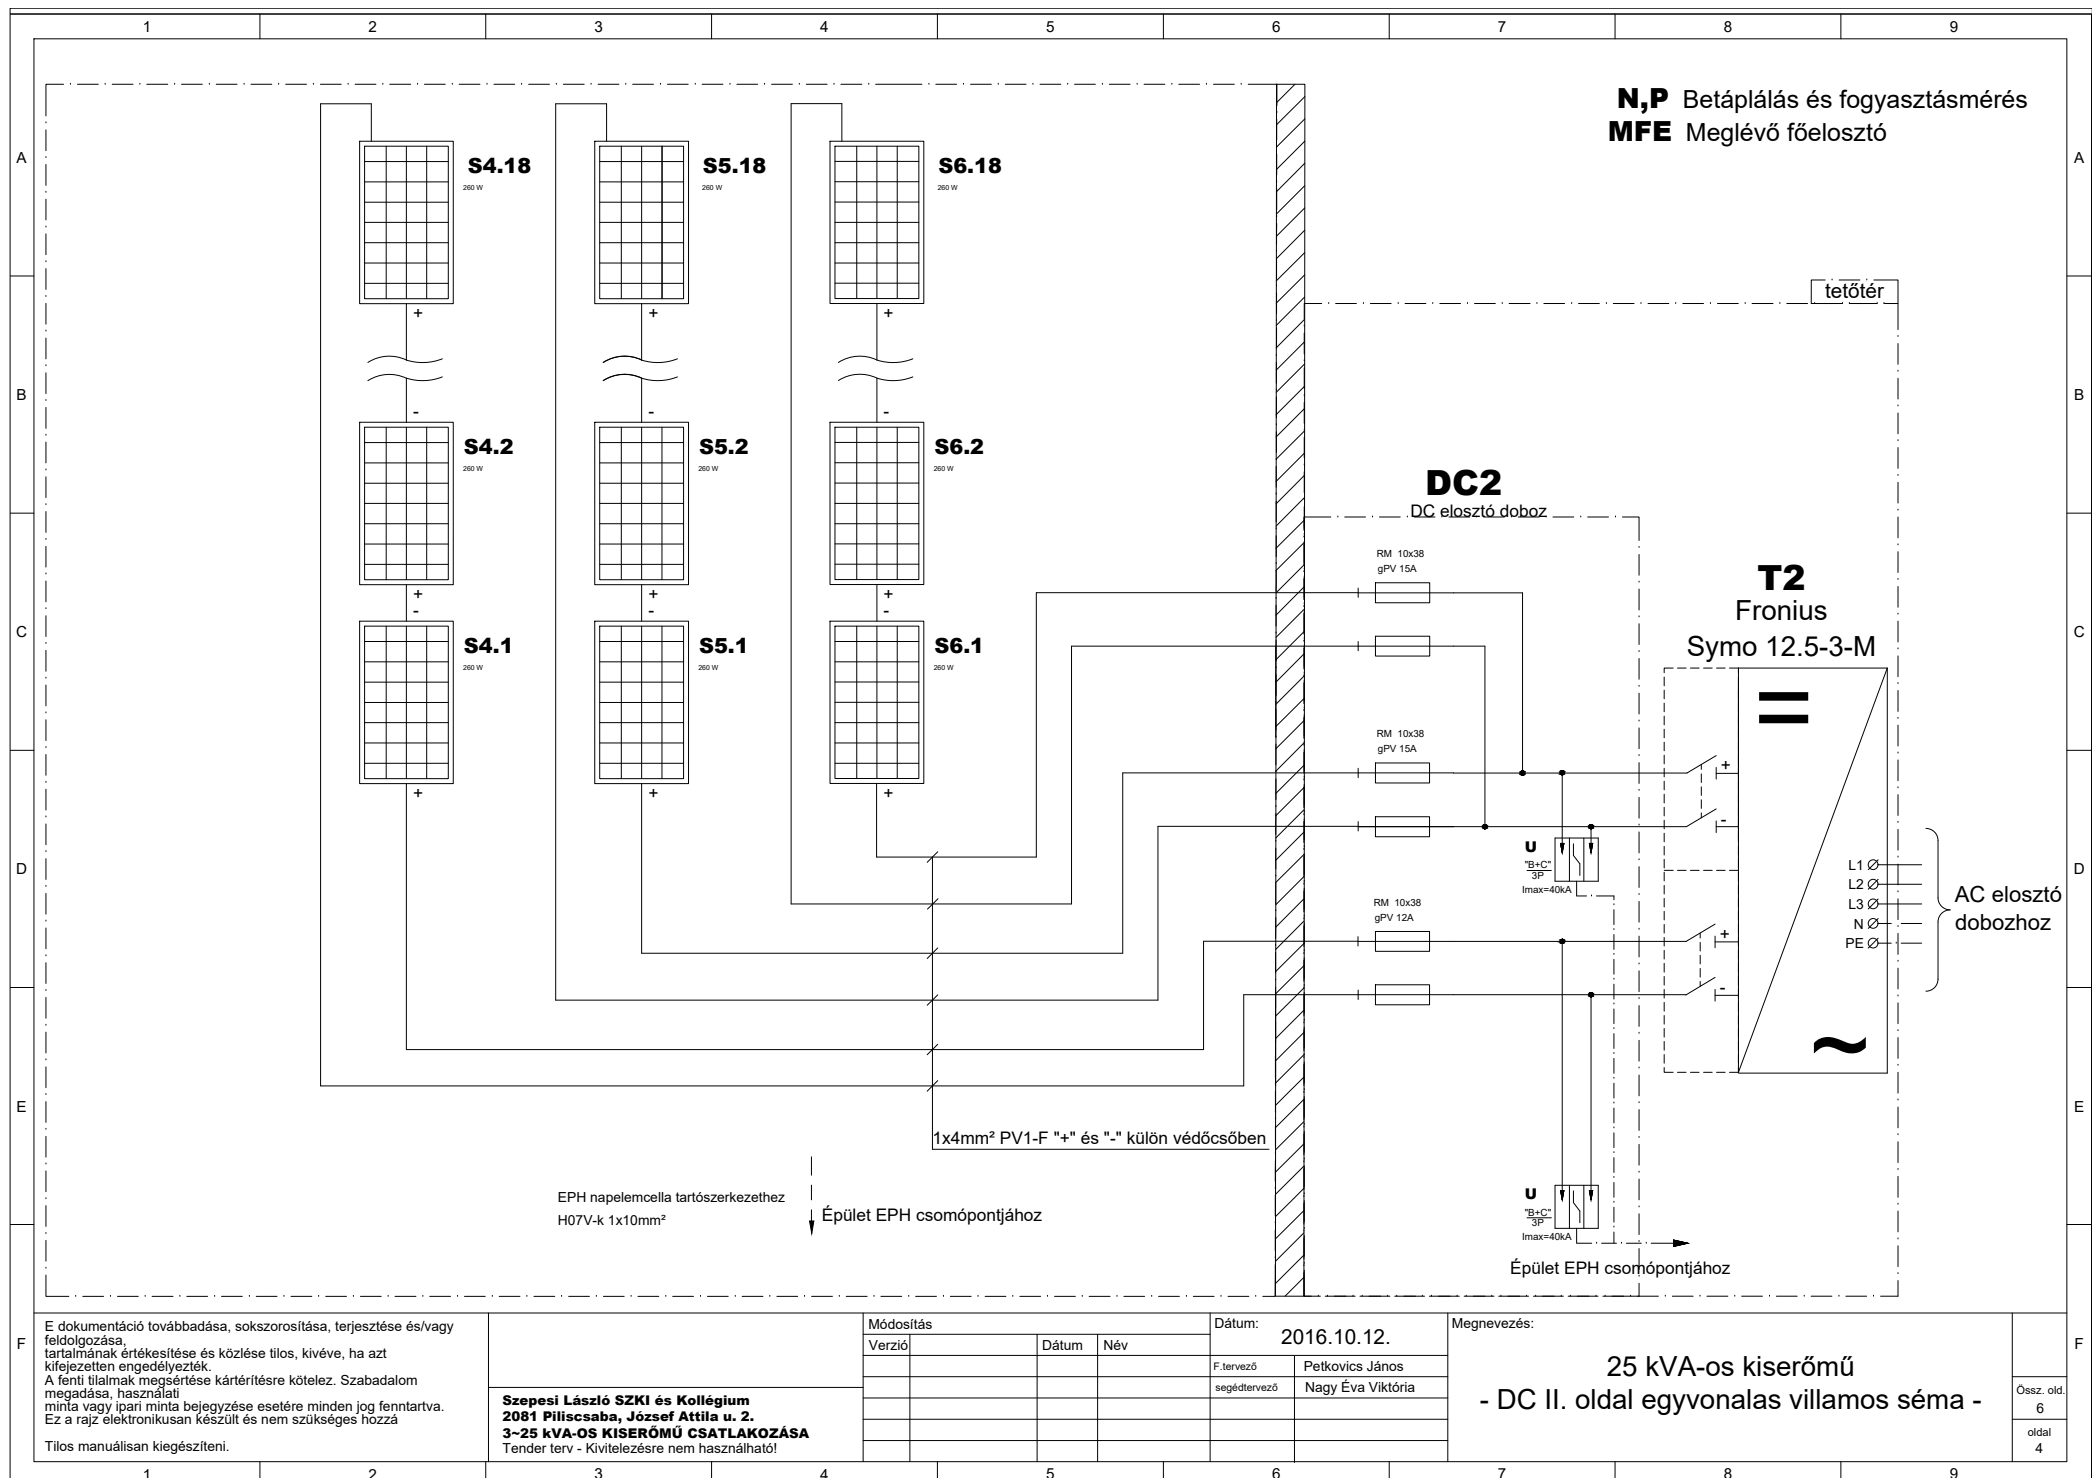 1 2 3 4 5 6 7 8 9
N,P Betáplálás és fogyasztásmérés
MFE Meglévő főelosztó
A A
S4.18 S5.18 S6.18
260 W 260 W 260 W
tetőtér
+ + +
B B
- - -
S4.2 S5.2 S6.2
260 W 260 W 260 W
DC2
DC elosztó doboz
RM 10x38
gPV 15A
T2
Fronius
Symo 12.5-3-M
+ + +
- - -
C C
S4.1 S5.1 S6.1
260 W 260 W 260 W
=
RM 10x38
gPV 15A
+
+ + +
-
U
"B+C"
3P
Imax=40kA
D D
L1
L2
L3
N
PE
AC elosztó
dobozhoz
RM 10x38
gPV 12A
+
-
~
E E
1x4mm² PV1-F "+" és "-" külön védőcsőben
EPH napelemcella tartószerkezethez
H07V-k 1x10mm²
Épület EPH csomópontjához
U
"B+C"
3P
Imax=40kA
Épület EPH csomópontjához
F F
E dokumentáció továbbadása, sokszorosítása, terjesztése és/vagy
feldolgozása,
tartalmának értékesítése és közlése tilos, kivéve, ha azt
kifejezetten engedélyezték.
A fenti tilalmak megsértése kártérítésre kötelez. Szabadalom
megadása, használati
minta vagy ipari minta bejegyzése esetére minden jog fenntartva.
Ez a rajz elektronikusan készült és nem szükséges hozzá
Tilos manuálisan kiegészíteni.
Szepesi László SZKI és Kollégium
2081 Piliscsaba, József Attila u. 2.
3~25 kVA-OS KISERŐMŰ CSATLAKOZÁSA
Tender terv - Kivitelezésre nem használható!
Módosítás
Verzió Dátum Név
Dátum:
2016.10.12.
F.tervező Petkovics János
segédtervező Nagy Éva Viktória
Megnevezés:
25 kVA-os kiserőmű
- DC II. oldal egyvonalas villamos séma -
Össz. old.
6
oldal
4
1 2 3 4 5 6 7 8 9